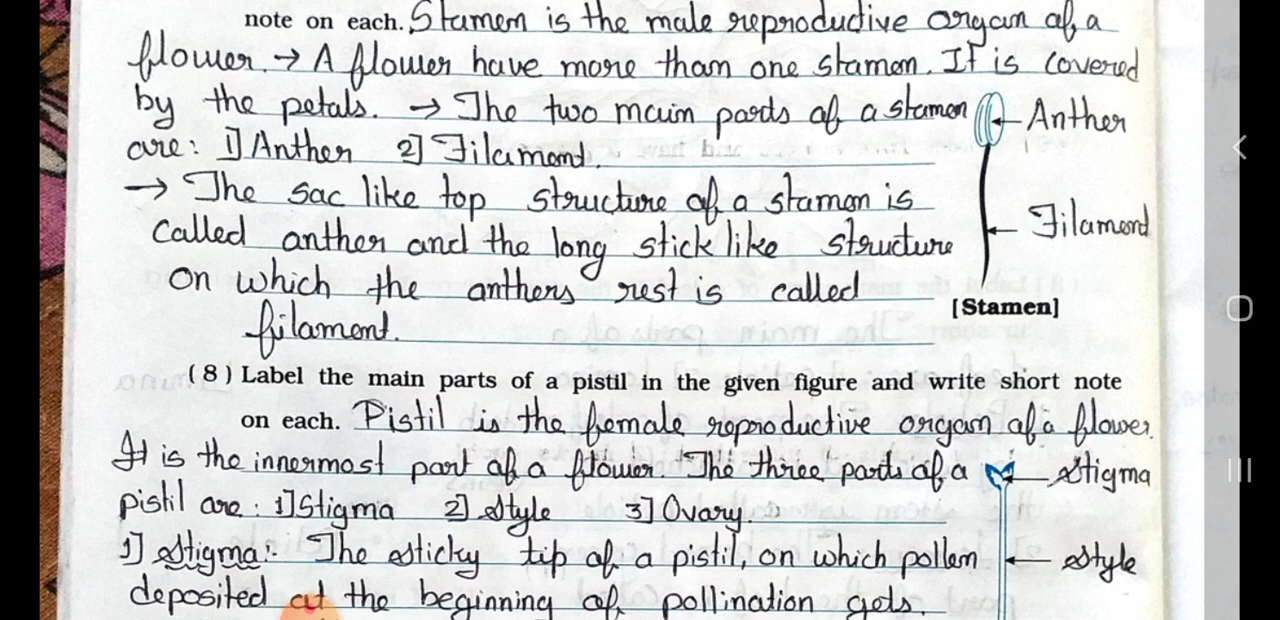 note on each. Stamen is the male reproductive organ of a
flower. → A flower have more than one stamen. It is covered
by the petals. → The two main parts of a stamen
Anther
are: 1] Anther 2] Filament.
→ The sac like top structure of a stamen is
Filament
called anther and the long stick like structure
on which the anthers rest is called
[Stamen]
filament.
(8) Label the main parts of a pistil in the given figure and write short note
on each. Pistil is the female reproductive organ of a flower.
It is the innermost part of a flower. The three parts of a
Stigma
pistil are: 1] Stigma 2] Style 3] Ovary.
1] Stigma:- The sticky tip of a pistil, on which pollen
Style
deposited at the beginning of pollination gets.